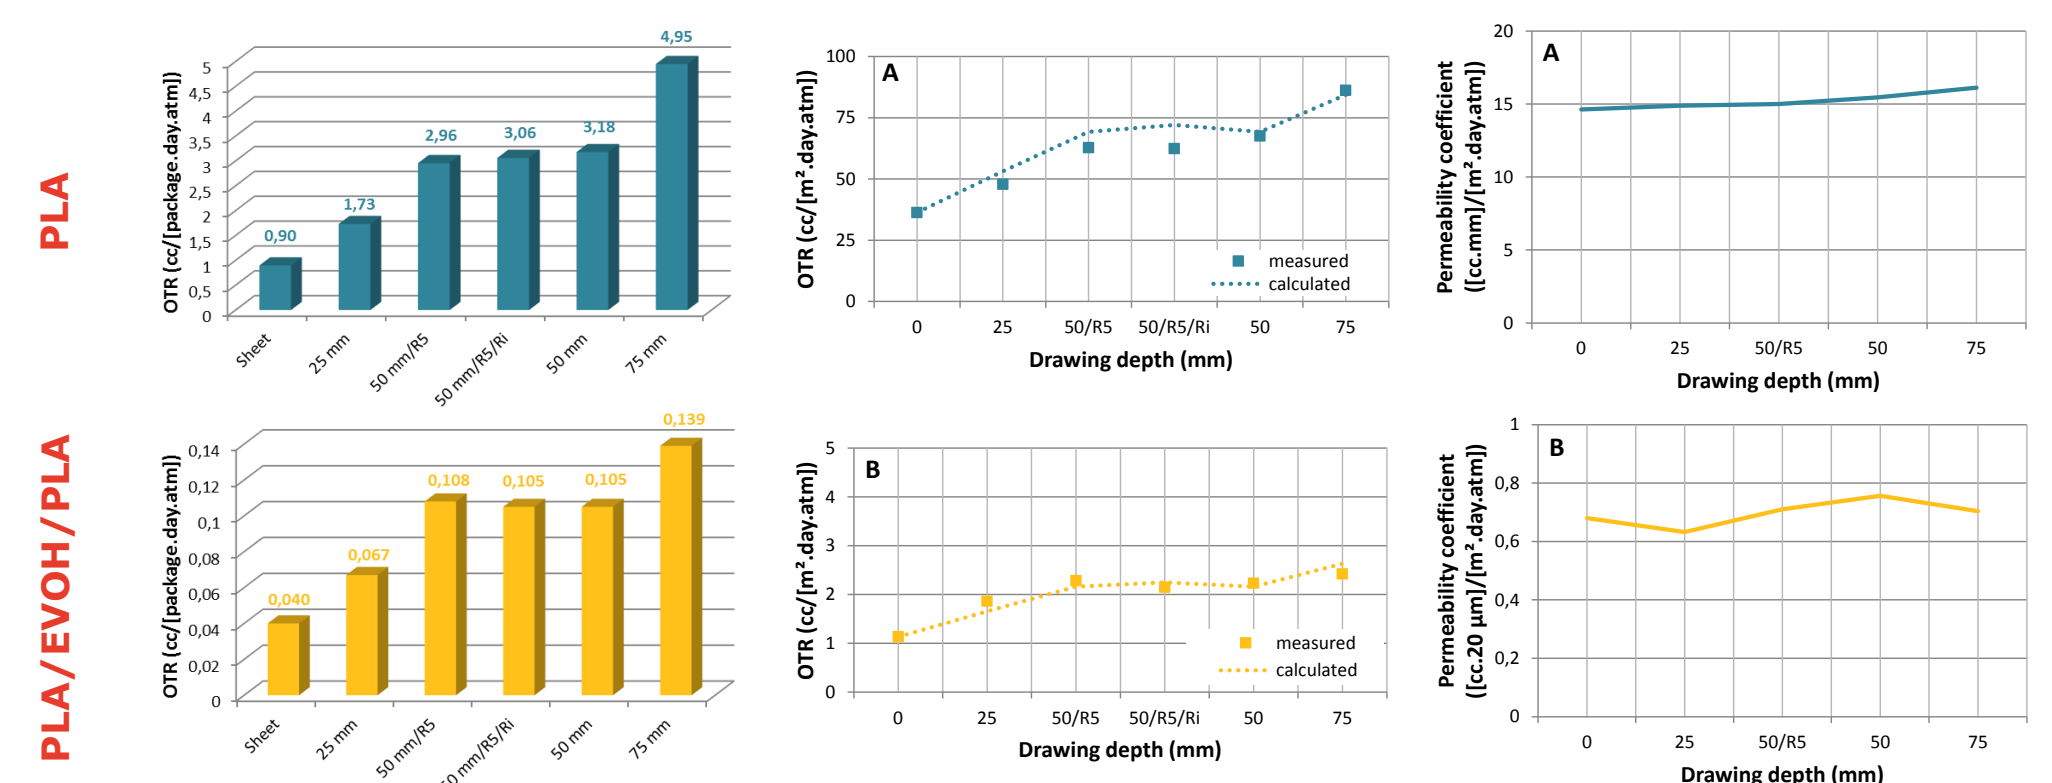 PLA
OTR (cc/[package.day.atm])
5
4,5
4
3,5
3
2,5
2
1,5
1
0,5
0
0,90
1,73
2,96
3,06
3,18
4,95
Sheet
25 mm
50 mm/R5
50 mm/R5/Ri
50 mm
75 mm
A
OTR (cc/[m².day.atm])
100
75
50
25
0
measured
calculated
0 25 50/R5 50/R5/Ri 50 75
Drawing depth (mm)
A
Permeability coefficient
([cc.mm]/[m².day.atm])
20
15
10
5
0
0 25 50/R5 50 75
Drawing depth (mm)
PLA/EVOH/PLA
OTR (cc/[package.day.atm])
0,14
0,12
0,1
0,08
0,06
0,04
0,02
0
0,040
0,067
0,108
0,105
0,105
0,139
Sheet
25 mm
50 mm/R5
0 mm/R5/Ri
50 mm
75 mm
B
OTR (cc/[m².day.atm])
5
4
3
2
1
0
measured
calculated
0 25 50/R5 50/R5/Ri 50 75
Drawing depth (mm)
B
Permeability coefficient
([cc.20 µm]/[m².day.atm])
1
0,8
0,6
0,4
0,2
0
0 25 50/R5 50 75
Drawing depth (mm)